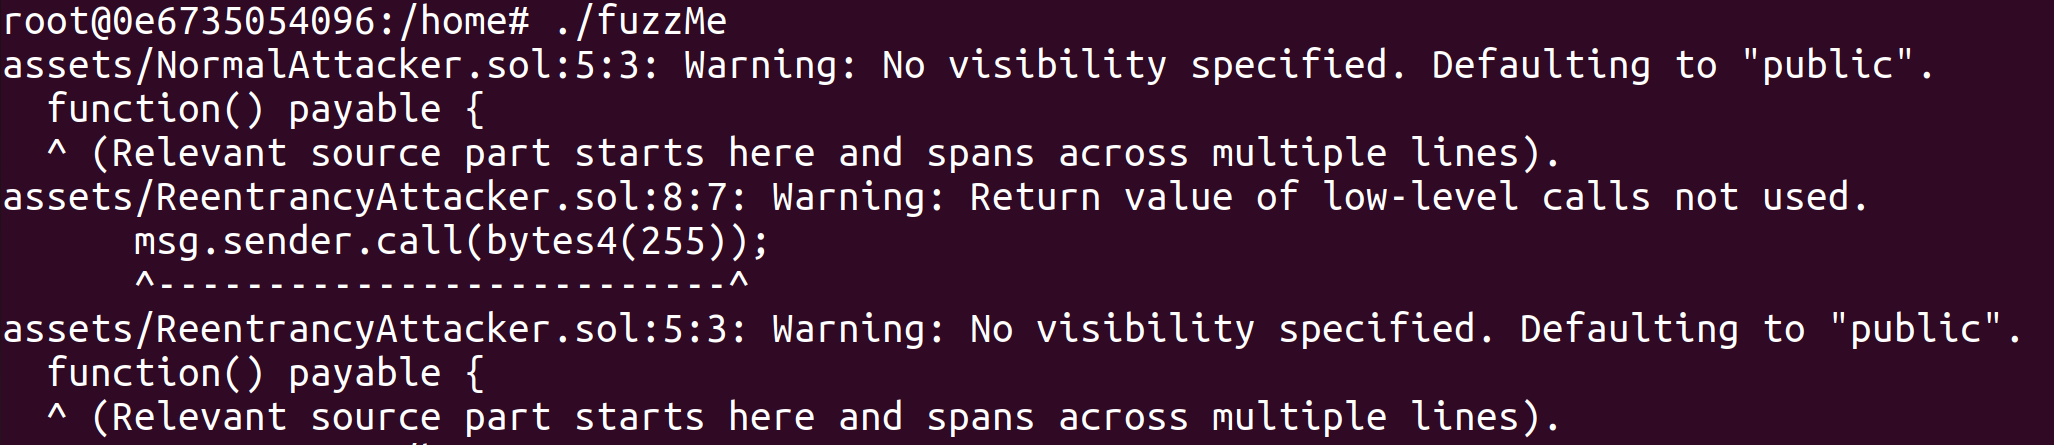 root@0e6735054096:/home# ./fuzzMe
assets/NormalAttacker.sol:5:3: Warning: No visibility specified. Defaulting to "public".
  function() payable {
  ^ (Relevant source part starts here and spans across multiple lines).
assets/ReentrancyAttacker.sol:8:7: Warning: Return value of low-level calls not used.
      msg.sender.call(bytes4(255));
      ^--------------------------^
assets/ReentrancyAttacker.sol:5:3: Warning: No visibility specified. Defaulting to "public".
  function() payable {
  ^ (Relevant source part starts here and spans across multiple lines).